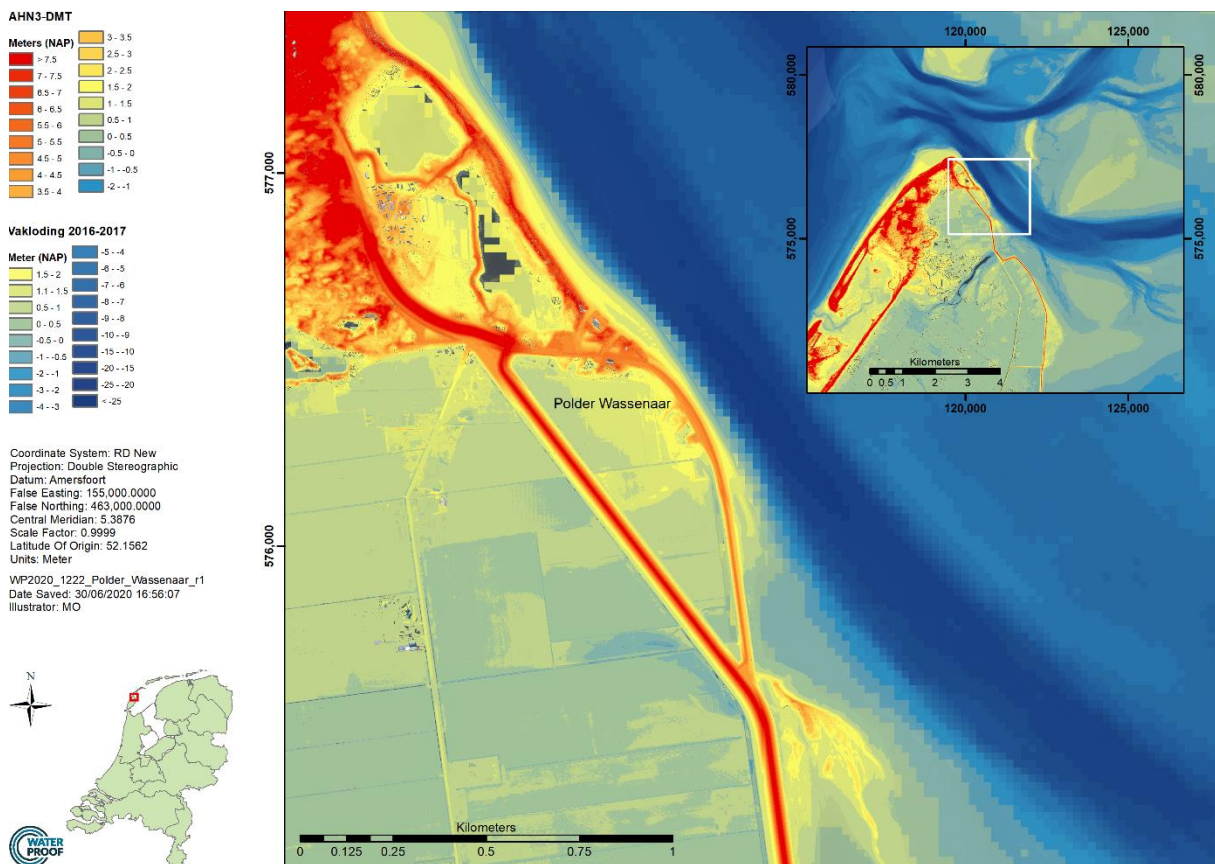 AHN3-DMT
Meters (NAP)
> 7.5
7 - 7.5
6.5 - 7
6 - 6.5
5.5 - 6
5 - 5.5
4.5 - 5
4 - 4.5
3.5 - 4
3 - 3.5
2.5 - 3
2 - 2.5
1.5 - 2
1 - 1.5
0.5 - 1
0 - 0.5
-0.5 - 0
-1 - -0.5
-2 - -1
Vakloding 2016-2017
Meter (NAP)
1.5 - 2
1.1 - 1.5
0.5 - 1
0 - 0.5
-0.5 - 0
-1 - -0.5
-2 - -1
-3 - -2
-4 - -3
-5 - -4
-6 - -5
-7 - -6
-8 - -7
-9 - -8
-10 - -9
-15 - -10
-20 - -15
-25 - -20
< -25
Coordinate System: RD New
Projection: Double Stereographic
Datum: Amersfoort
False Easting: 155,000.0000
False Northing: 463,000.0000
Central Meridian: 5.3876
Scale Factor: 0.9999
Latitude Of Origin: 52.1562
Units: Meter
WP2020_1222_Polder_Wassenaar_r1
Date Saved: 30/06/2020 16:56:07
Illustrator: MO
N
WATER
PROOF
577,000
576,000
Polder Wassenaar
Kilometers
0 0.125 0.25 0.5 0.75 1
120,000 125,000
580,000 580,000
575,000 575,000
Kilometers
0 0.5 1 2 3 4
120,000 125,000